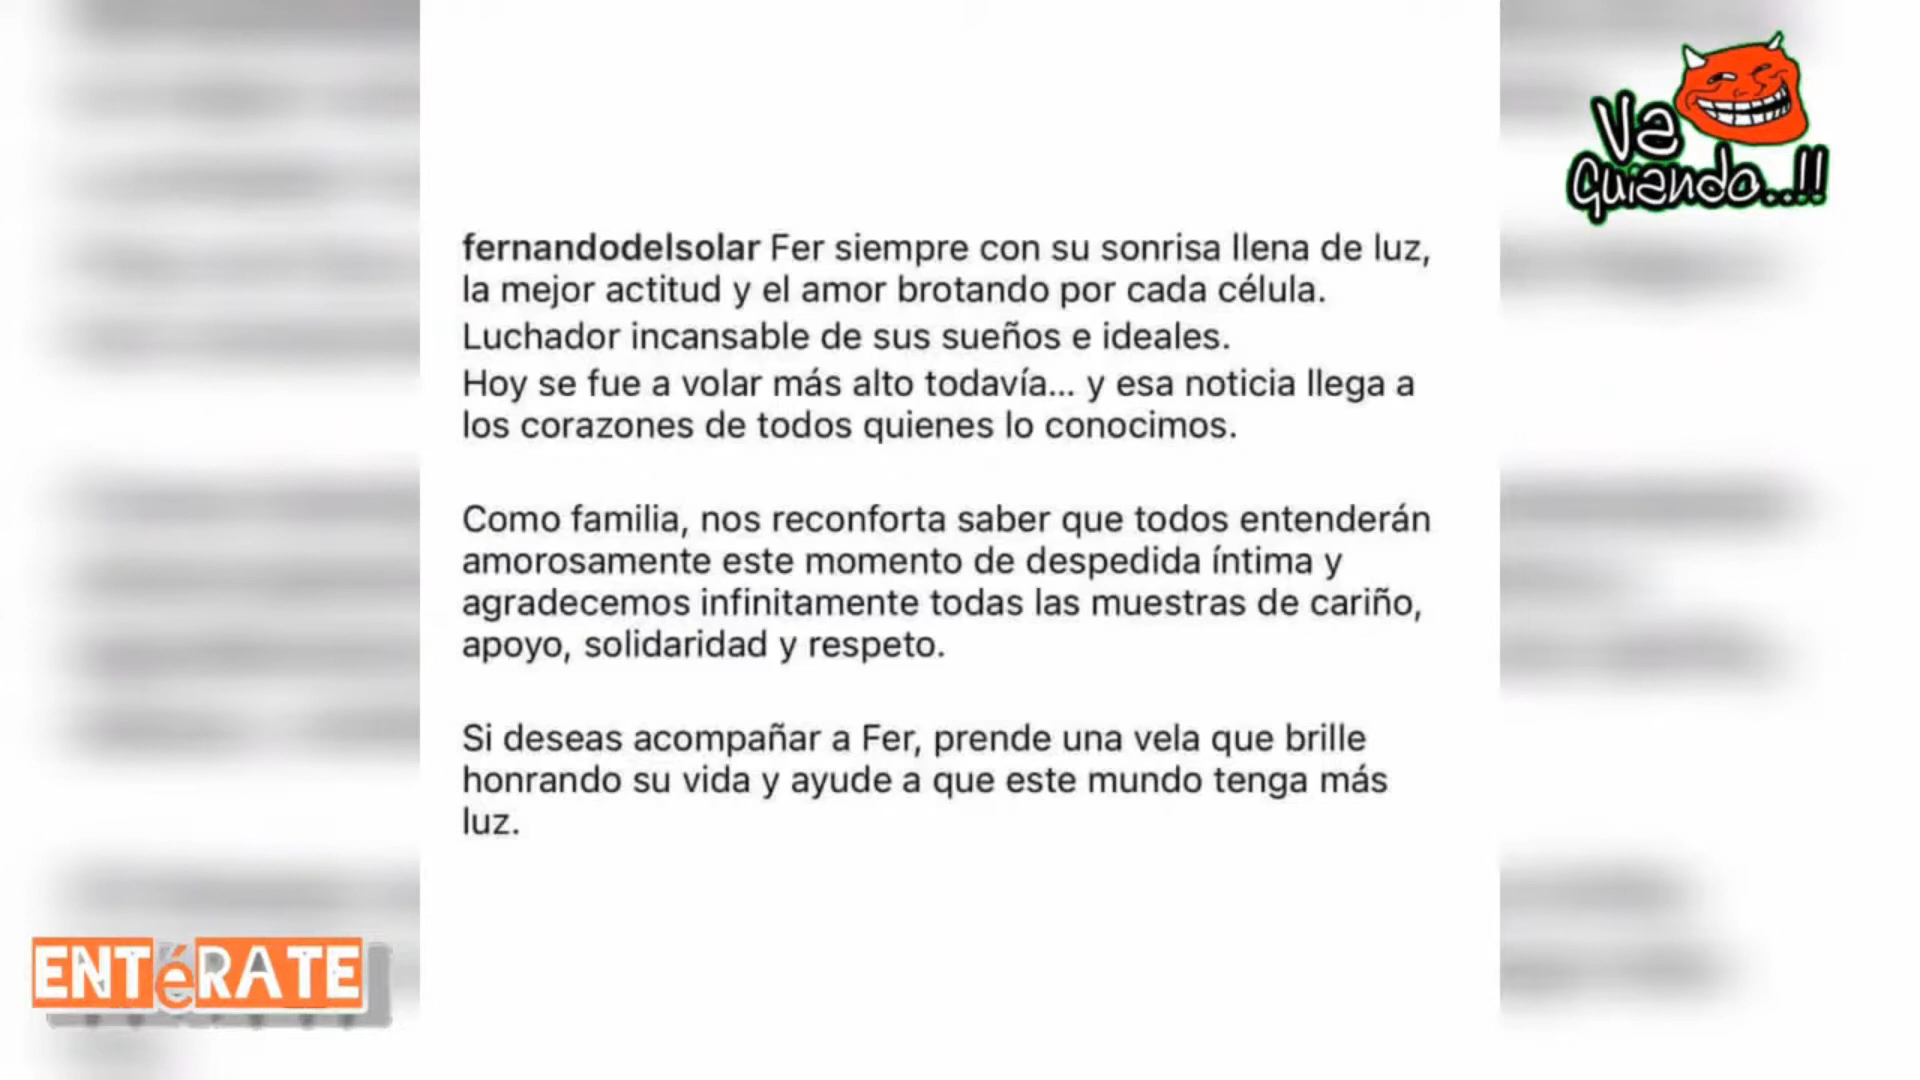 Va
Guiando..!!
fernandodelsolar Fer siempre con su sonrisa llena de luz,
la mejor actitud y el amor brotando por cada célula.
Luchador incansable de sus sueños e ideales.
Hoy se fue a volar más alto todavía... y esa noticia llega a
los corazones de todos quienes lo conocimos.
Como familia, nos reconforta saber que todos entenderán
amorosamente este momento de despedida íntima y
agradecemos infinitamente todas las muestras de cariño,
apoyo, solidaridad y respeto.
Si deseas acompañar a Fer, prende una vela que brille
honrando su vida y ayude a que este mundo tenga más
luz.
ENTéRATE